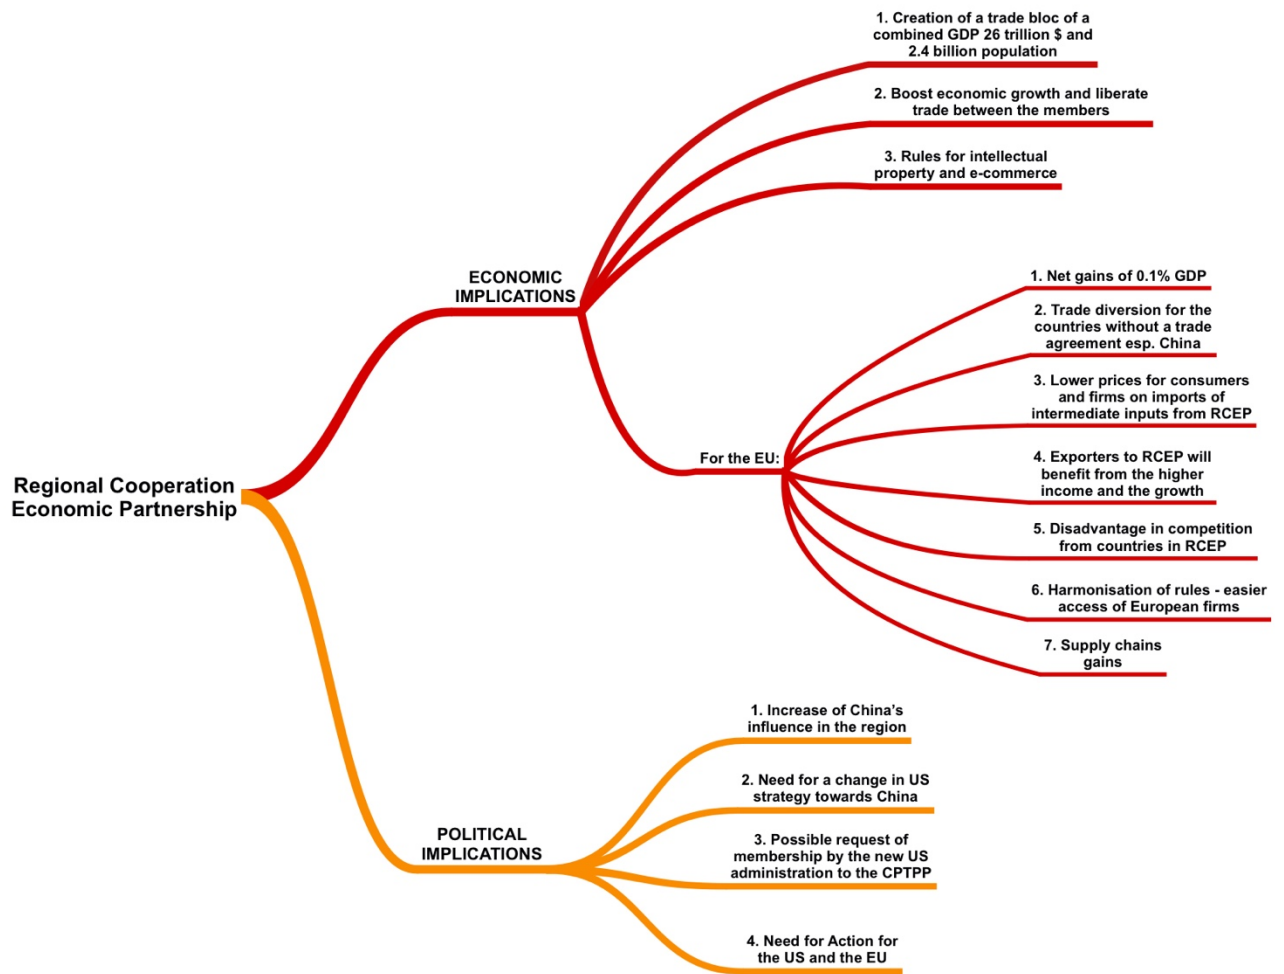 Regional Cooperation
Economic Partnership
ECONOMIC
IMPLICATIONS
1. Creation of a trade bloc of a
combined GDP 26 trillion $ and
2.4 billion population
2. Boost economic growth and liberate
trade between the members
3. Rules for intellectual
property and e-commerce
For the EU:
1. Net gains of 0.1% GDP
2. Trade diversion for the
countries without a trade
agreement esp. China
3. Lower prices for consumers
and firms on imports of
intermediate inputs from RCEP
4. Exporters to RCEP will
benefit from the higher
income and the growth
5. Disadvantage in competition
from countries in RCEP
6. Harmonisation of rules - easier
access of European firms
7. Supply chains
gains
POLITICAL
IMPLICATIONS
1. Increase of China's
influence in the region
2. Need for a change in US
strategy towards China
3. Possible request of
membership by the new US
administration to the CPTPP
4. Need for Action for
the US and the EU